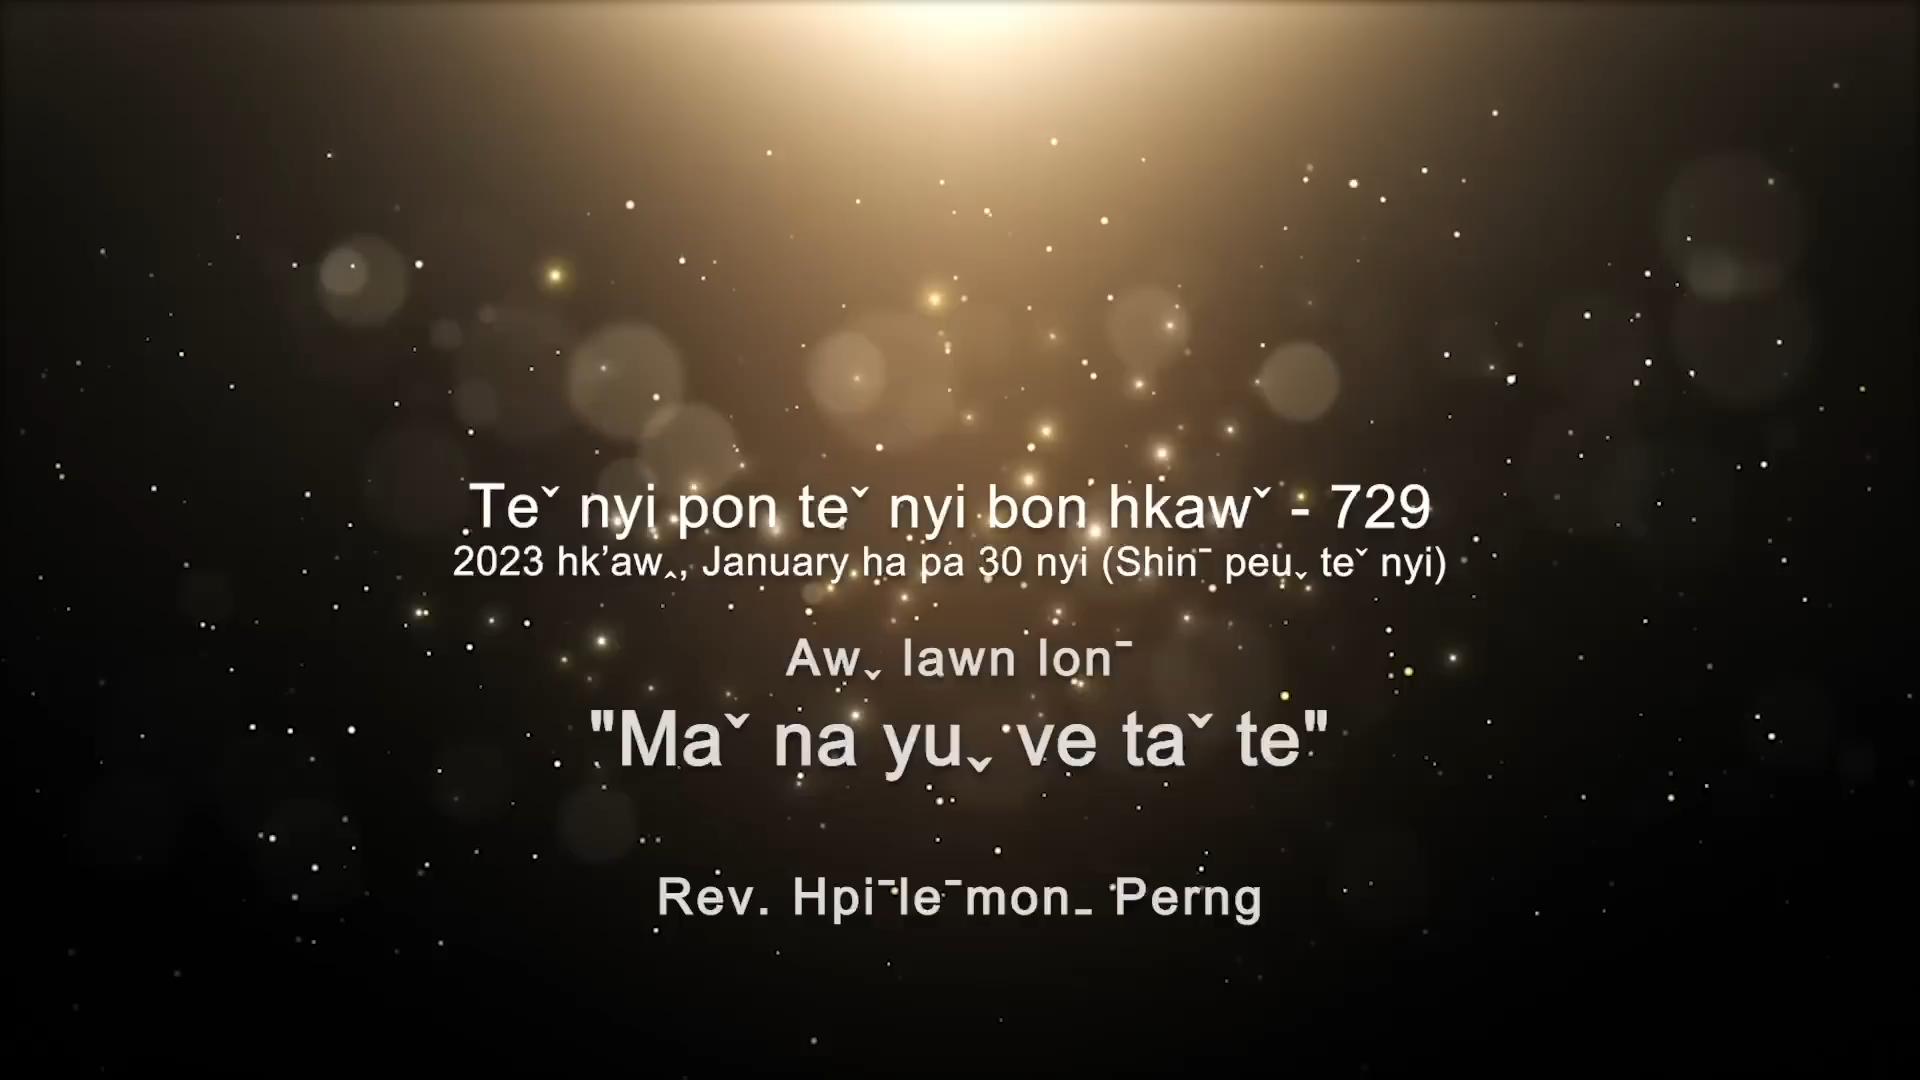 Teˇ nyi pon teˇ nyi bon hkawˇ - 729
2023 hk’aw‸, January ha pa 30 nyi (Shinˉ peuˬ teˇ nyi)
Awˬ lawn lonˉ
"Maˇ na yuˬ ve taˇ te"
Rev. Hpiˉleˉmonˍ Perng